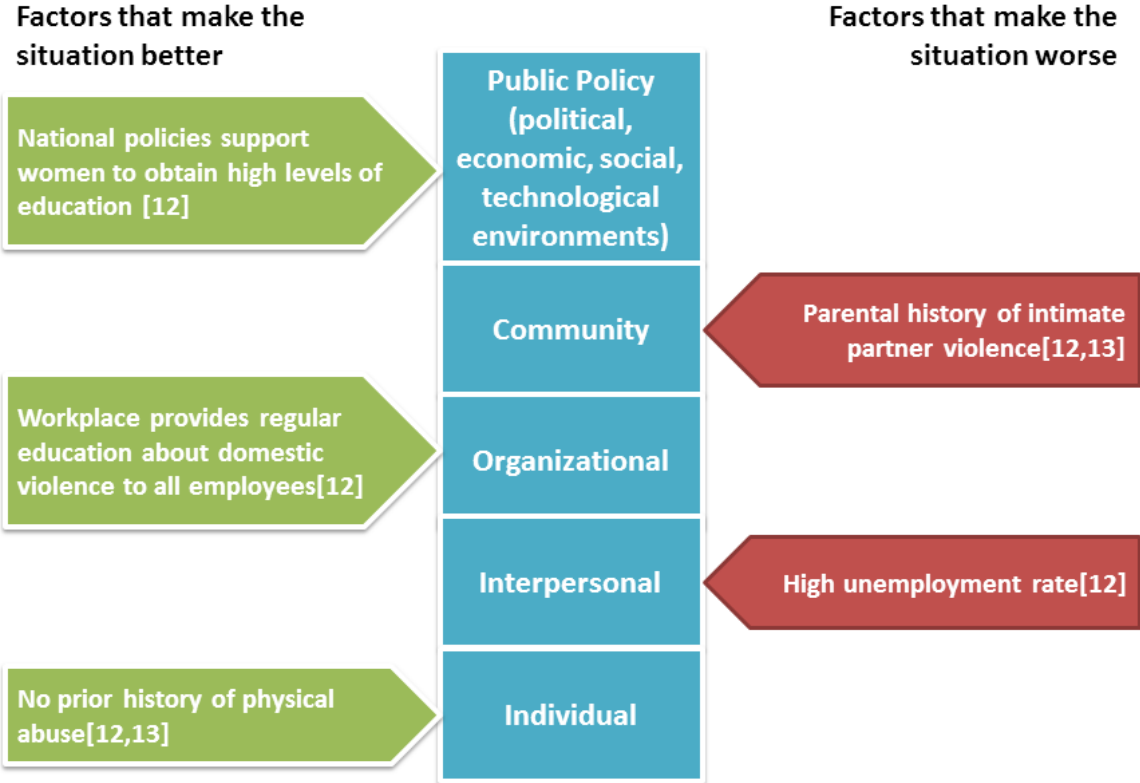 Factors that make the
situation better
Factors that make the
situation worse
National policies support
women to obtain high levels of
education [12]
Public Policy
(political,
economic, social,
technological
environments)
Community
Parental history of intimate
partner violence[12,13]
Workplace provides regular
education about domestic
violence to all employees[12]
Organizational
Interpersonal
High unemployment rate[12]
No prior history of physical
abuse[12,13]
Individual